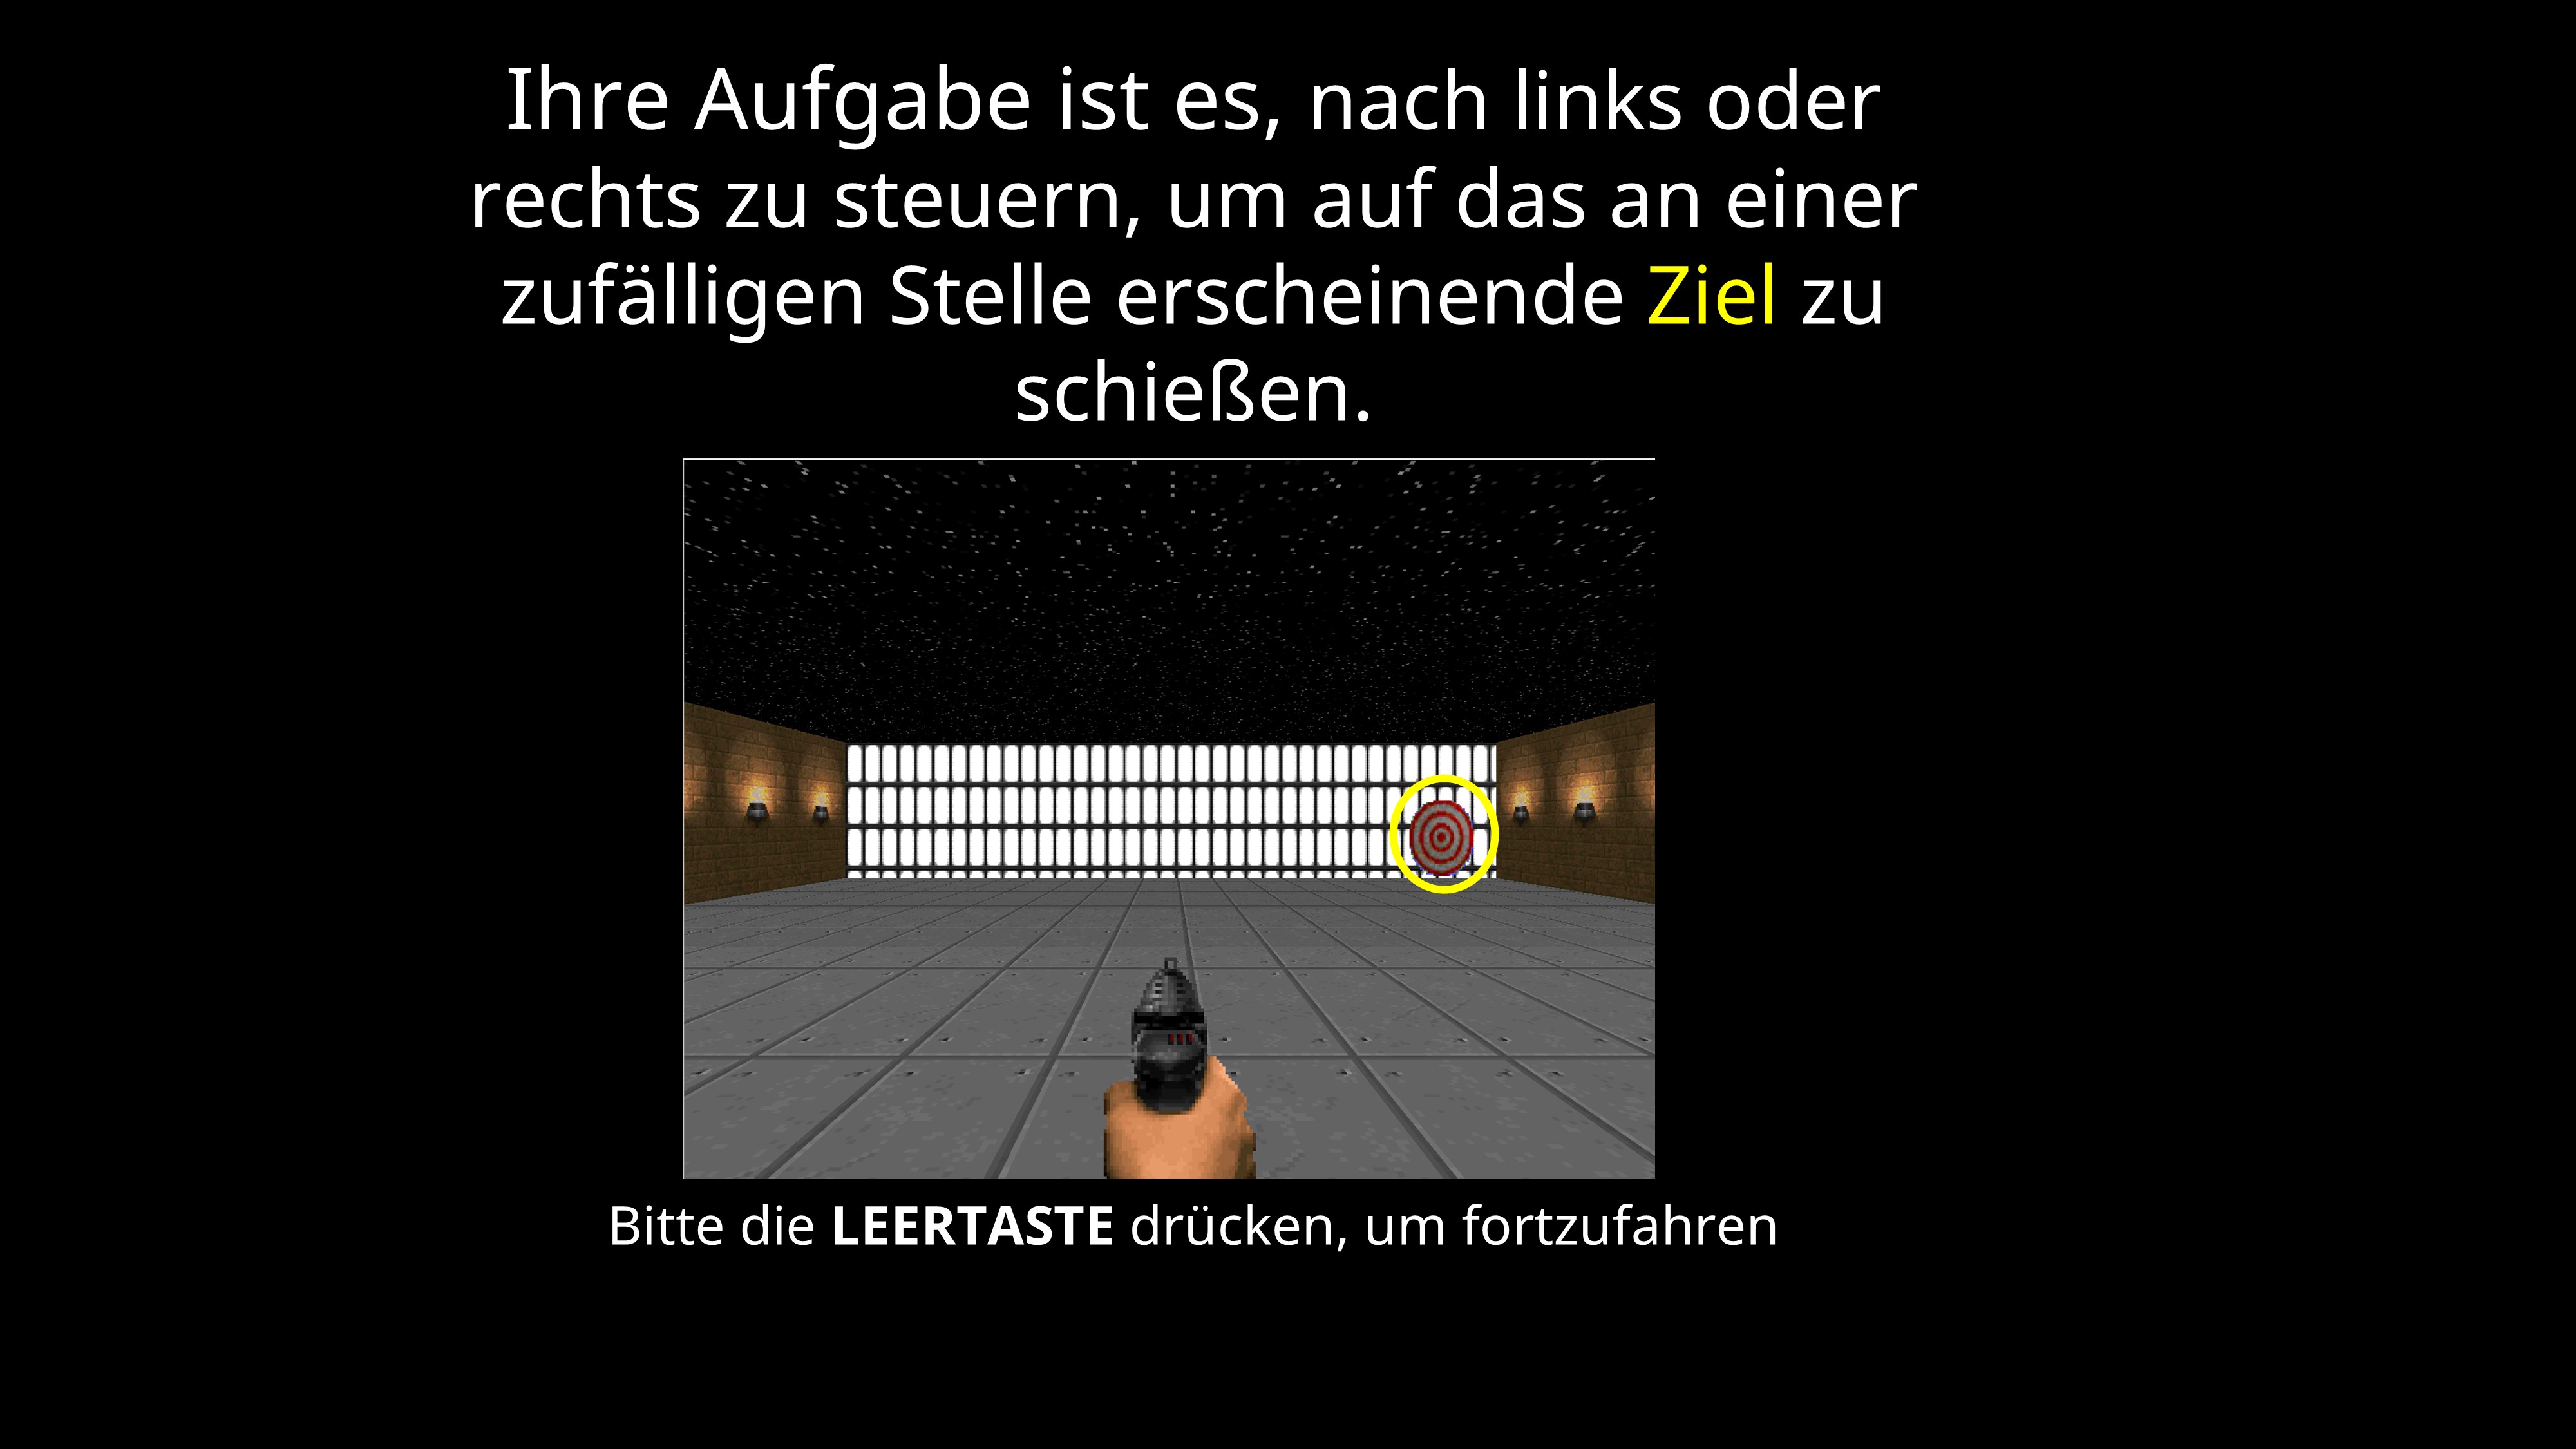 Ihre Aufgabe ist es, nach links oder
rechts zu steuern, um auf das an einer
zufälligen Stelle erscheinende Ziel zu
schießen.
Bitte die LEERTASTE drücken, um fortzufahren